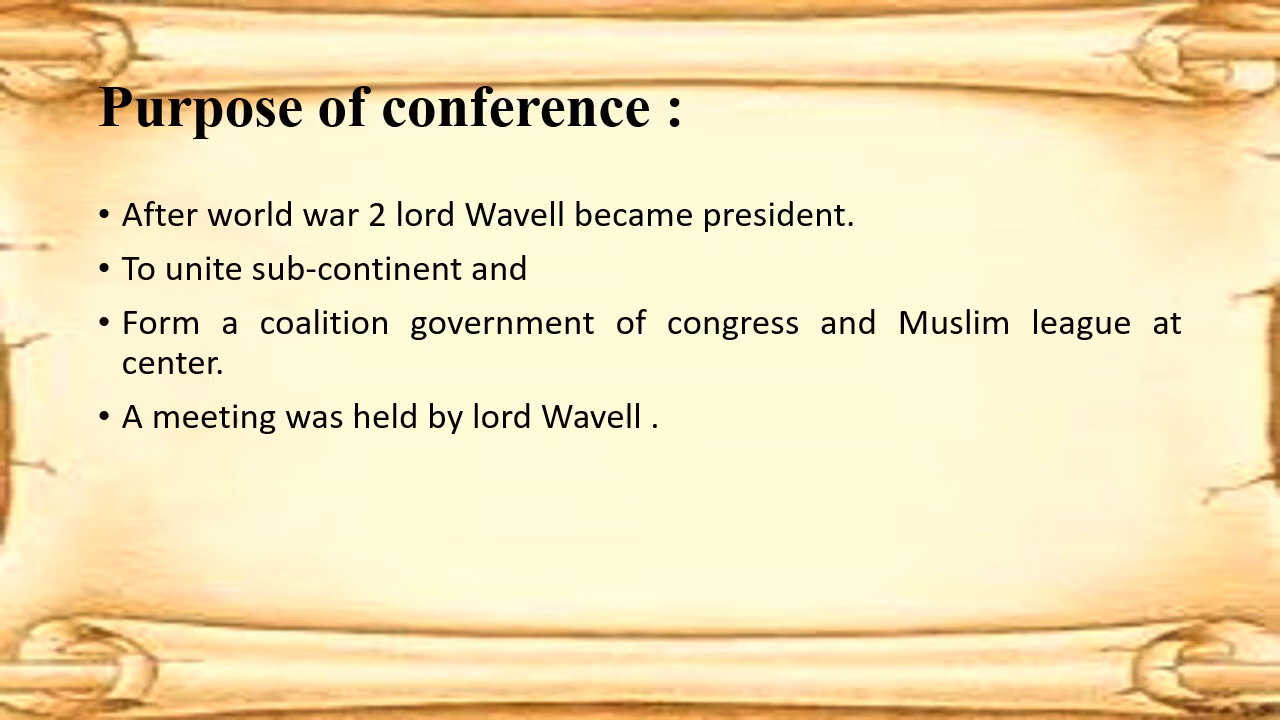 Purpose of conference :
• After world war 2 lord Wavell became president.
• To unite sub-continent and
• Form a coalition government of congress and Muslim league at
center.
• A meeting was held by lord Wavell .